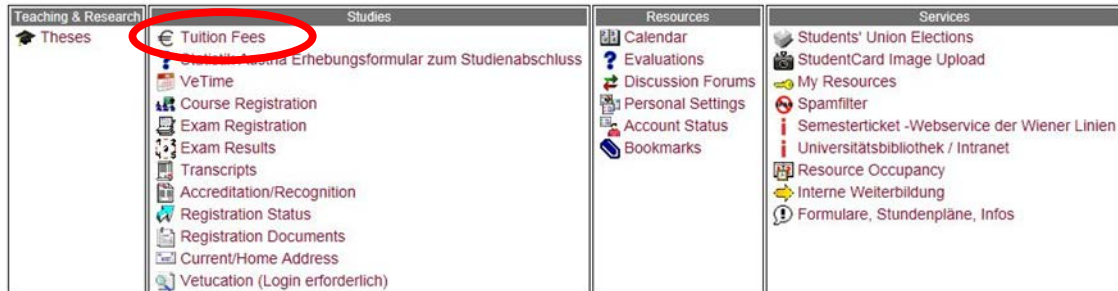 Teaching & Research
Theses
Studies
Tuition Fees
Statistik Austria Erhebungsformular zum Studienabschluss
VeTime
Course Registration
Exam Registration
Exam Results
Transcripts
Accreditation/Recognition
Registration Status
Registration Documents
Current/Home Address
Vetucation (Login erforderlich)
Resources
Calendar
Evaluations
Discussion Forums
Personal Settings
Account Status
Bookmarks
Services
Students' Union Elections
StudentCard Image Upload
My Resources
Spamfilter
Semesterticket -Webservice der Wiener Linien
Universitätsbibliothek / Intranet
Resource Occupancy
Interne Weiterbildung
Formulare, Stundenpläne, Infos